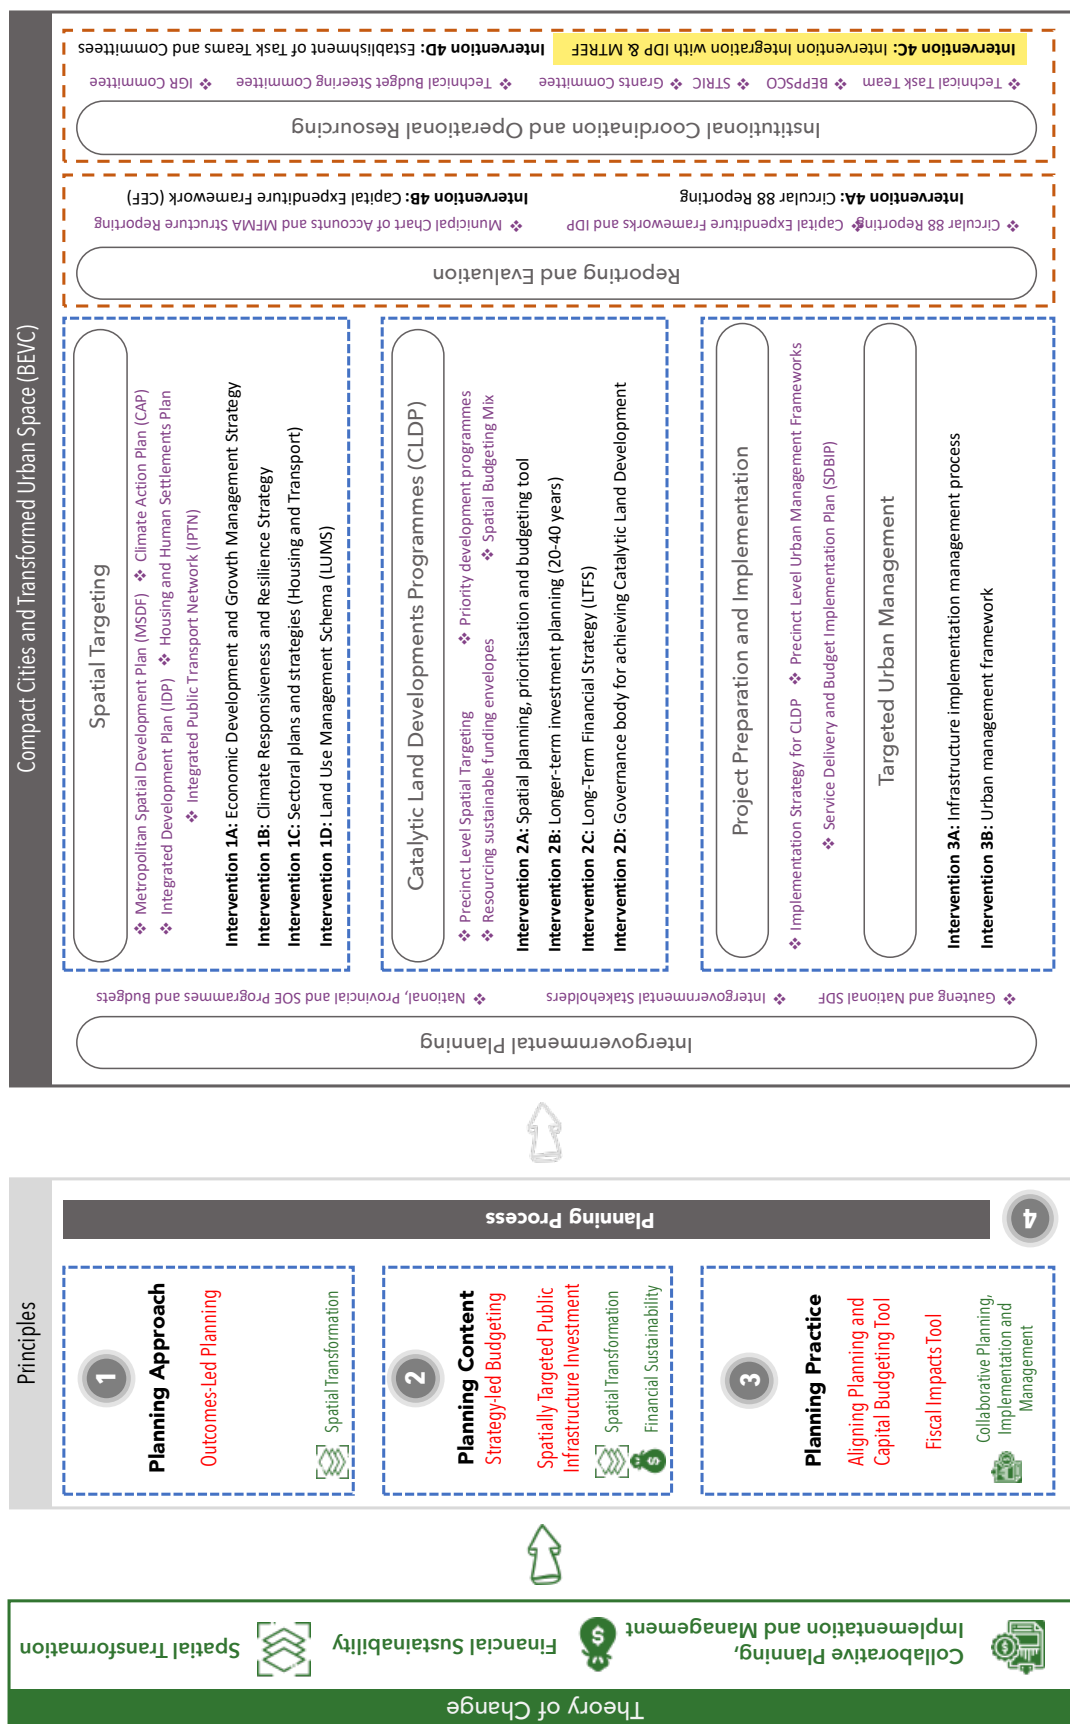 Theory of Change
Spatial Transformation
Financial Sustainability
Collaborative Planning,
Implementation and Management
Principles
1
Planning Approach
Outcomes-Led Planning
Spatial Transformation
2
Planning Content
Strategy-led Budgeting
Spatially Targeted Public
Infrastructure Investment
Spatial Transformation
Financial Sustainability
3
Planning Practice
Aligning Planning and
Capital Budgeting Tool
Fiscal Impacts Tool
Collaborative Planning,
Implementation and
Management
Planning Process
4
Compact Cities and Transformed Urban Space (BEVC)
Intergovernmental Planning
❖ Gauteng and National SDF
❖ Intergovernmental Stakeholders
❖ National, Provincial and SOE Programmes and Budgets
Spatial Targeting
❖ Metropolitan Spatial Development Plan (MSDF) ❖ Climate Action Plan (CAP)
❖ Integrated Development Plan (IDP) ❖ Housing and Human Settlements Plan
❖ Integrated Public Transport Network (IPTN)
Intervention 1A: Economic Development and Growth Management Strategy
Intervention 1B: Climate Responsiveness and Resilience Strategy
Intervention 1C: Sectoral plans and strategies (Housing and Transport)
Intervention 1D: Land Use Management Schema (LUMS)
Catalytic Land Developments Programmes (CLDP)
❖ Precinct Level Spatial Targeting ❖ Priority development programmes
❖ Resourcing sustainable funding envelopes ❖ Spatial Budgeting Mix
Intervention 2A: Spatial planning, prioritisation and budgeting tool
Intervention 2B: Longer-term investment planning (20-40 years)
Intervention 2C: Long-Term Financial Strategy (LTFS)
Intervention 2D: Governance body for achieving Catalytic Land Development
Project Preparation and Implementation
❖ Implementation Strategy for CLDP ❖ Precinct Level Urban Management Frameworks
❖ Service Delivery and Budget Implementation Plan (SDBIP)
Targeted Urban Management
Intervention 3A: Infrastructure implementation management process
Intervention 3B: Urban management framework
Reporting and Evaluation
❖ Circular 88 Reporting ❖ Capital Expenditure Frameworks and IDP ❖ Municipal Chart of Accounts and MFMA Structure Reporting
Intervention 4A: Circular 88 Reporting
Intervention 4B: Capital Expenditure Framework (CEF)
Institutional Coordination and Operational Resourcing
❖ Technical Task Team ❖ BEPPSCO ❖ STRIC ❖ Grants Committee ❖ Technical Budget Steering Committee ❖ IGR Committee
Intervention 4C: Intervention Integration with IDP & MTREF
Intervention 4D: Establishment of Task Teams and Committees